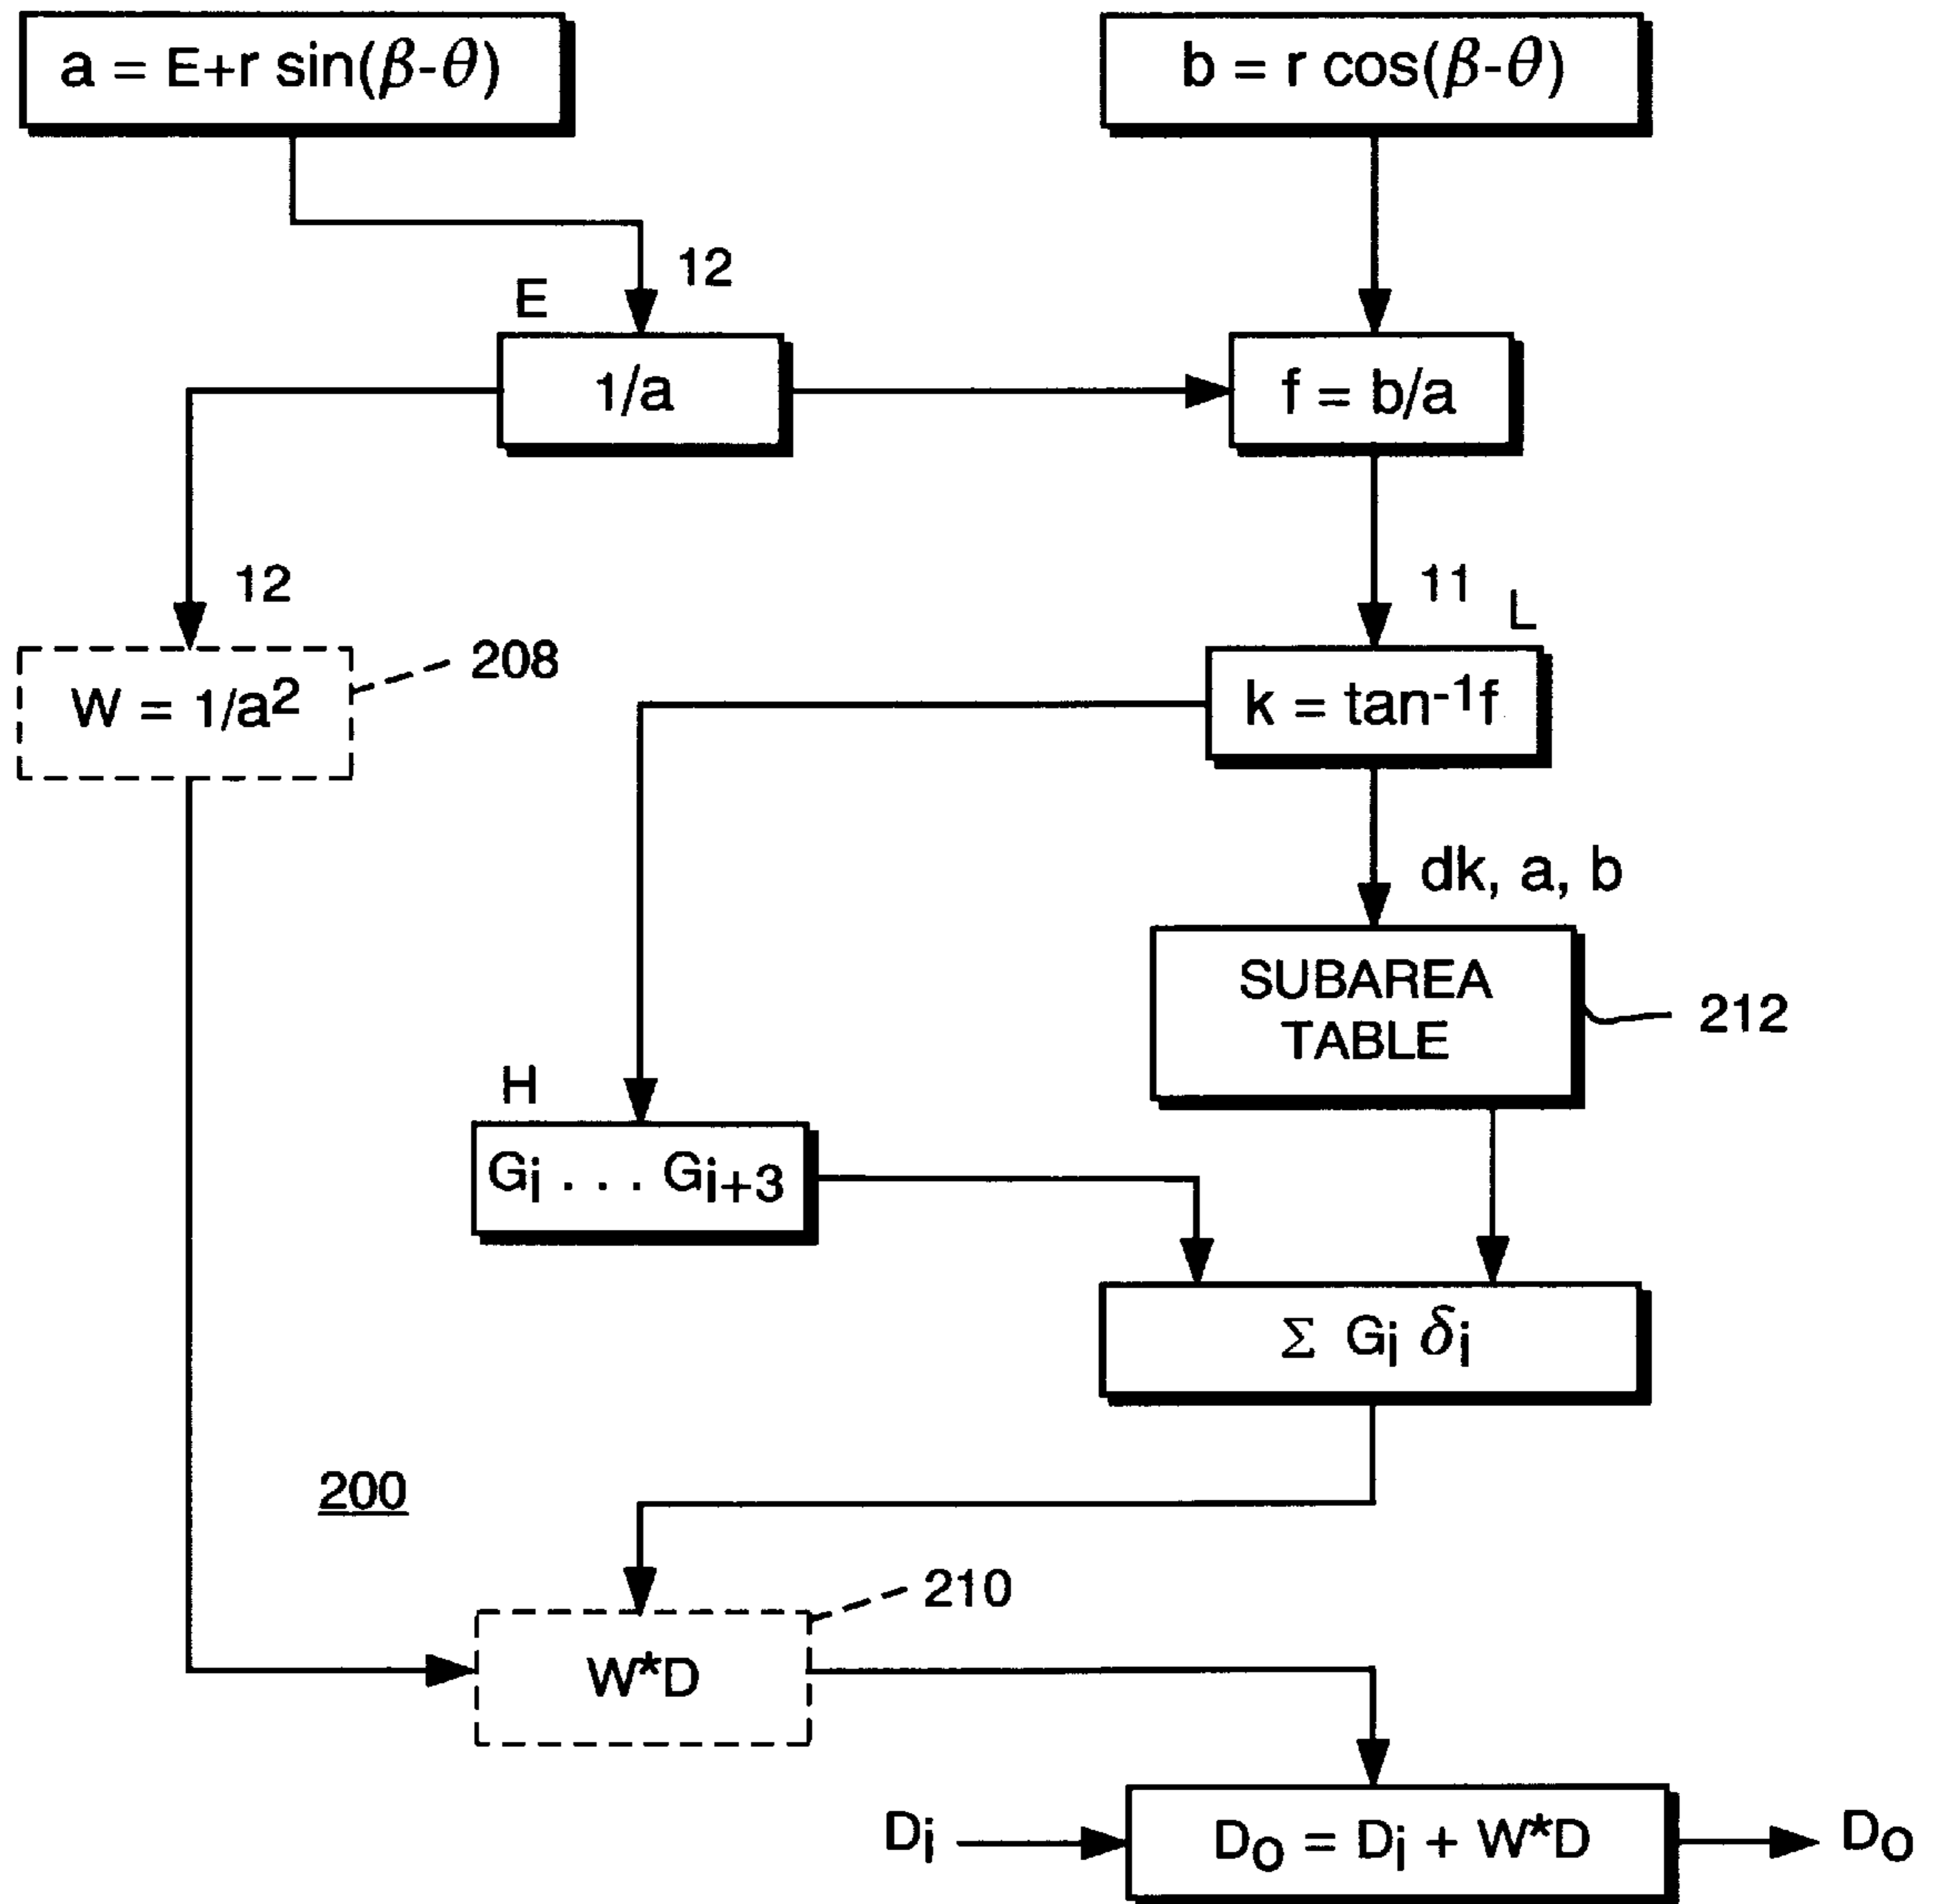 a = E+r sin(β-θ)
b = r cos(β-θ)
12
E
1/a
f = b/a
12
11
L
208
W = 1/a²
k = tan⁻¹f
dk, a, b
SUBAREA
TABLE
212
H
Gi . . . Gi+3
Σ Gi δi
200
210
W*D
Di
Do = Di + W*D
Do